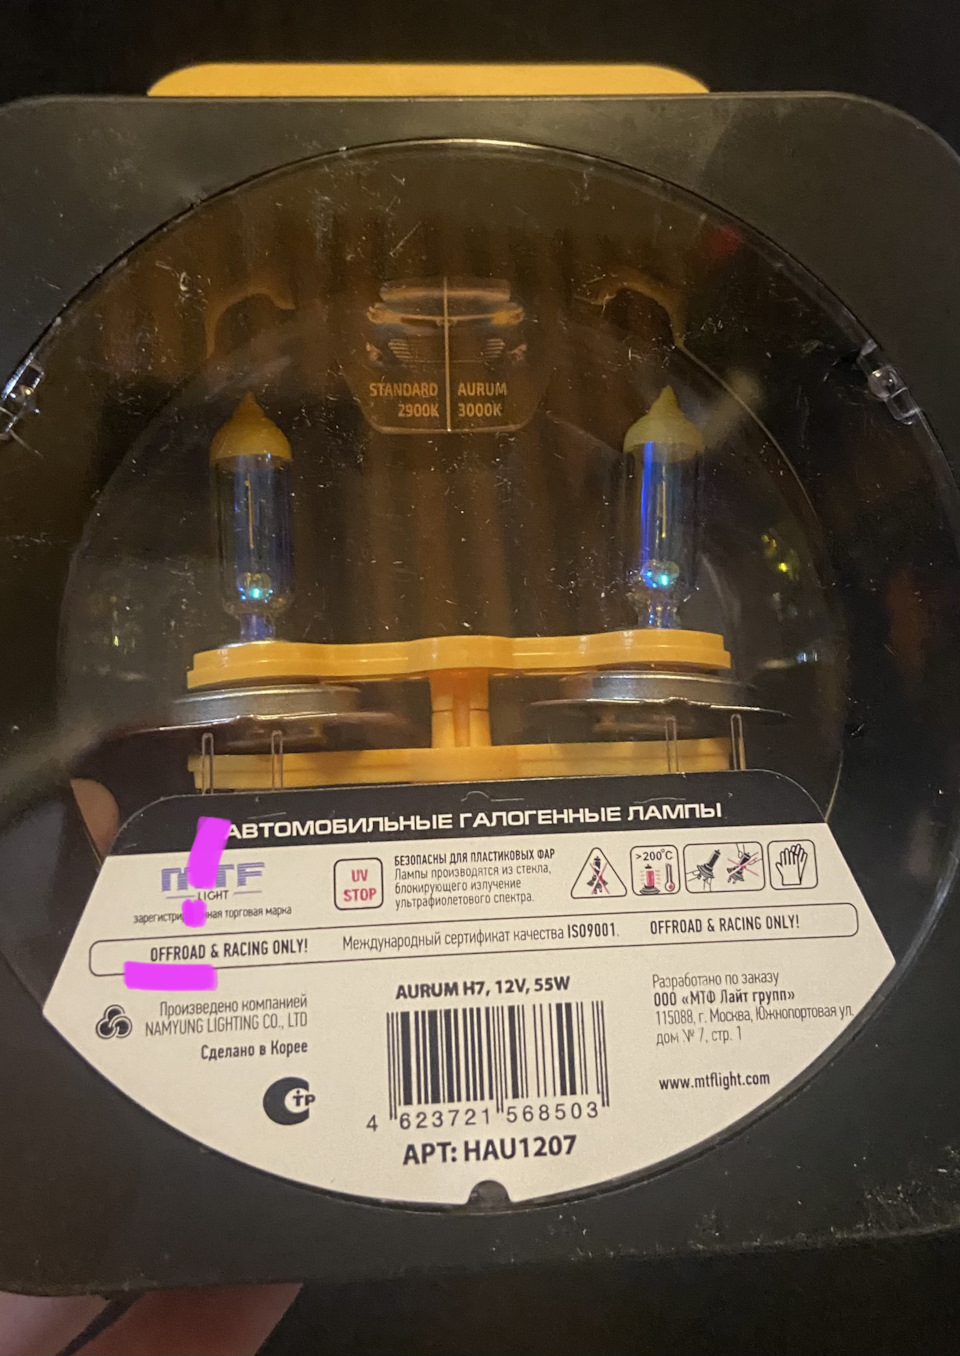 STANDARD AURUM
2900K 3000K
АВТОМОБИЛЬНЫЕ ГАЛОГЕННЫЕ ЛАМПЫ
MTF
LIGHT
торговая марка
UV
STOP
БЕЗОПАСНЫ ДЛЯ ПЛАСТИКОВЫХ ФАР
Лампы производятся из стекла,
блокирующего излучение
ультрафиолетового спектра.
>200°C
OFFROAD & RACING ONLY!
Международный сертификат качества ISO9001.
OFFROAD & RACING ONLY!
Произведено компанией
NAMYUNG LIGHTING CO., LTD
Сделано в Корее
СТР
AURUM H7, 12V, 55W
4 623721 568503
АРТ: HAU1207
Разработано по заказу
ООО «МТФ Лайт групп»
115088, г. Москва, Южнопортовая ул.
дом № 7, стр. 1
www.mtflight.com